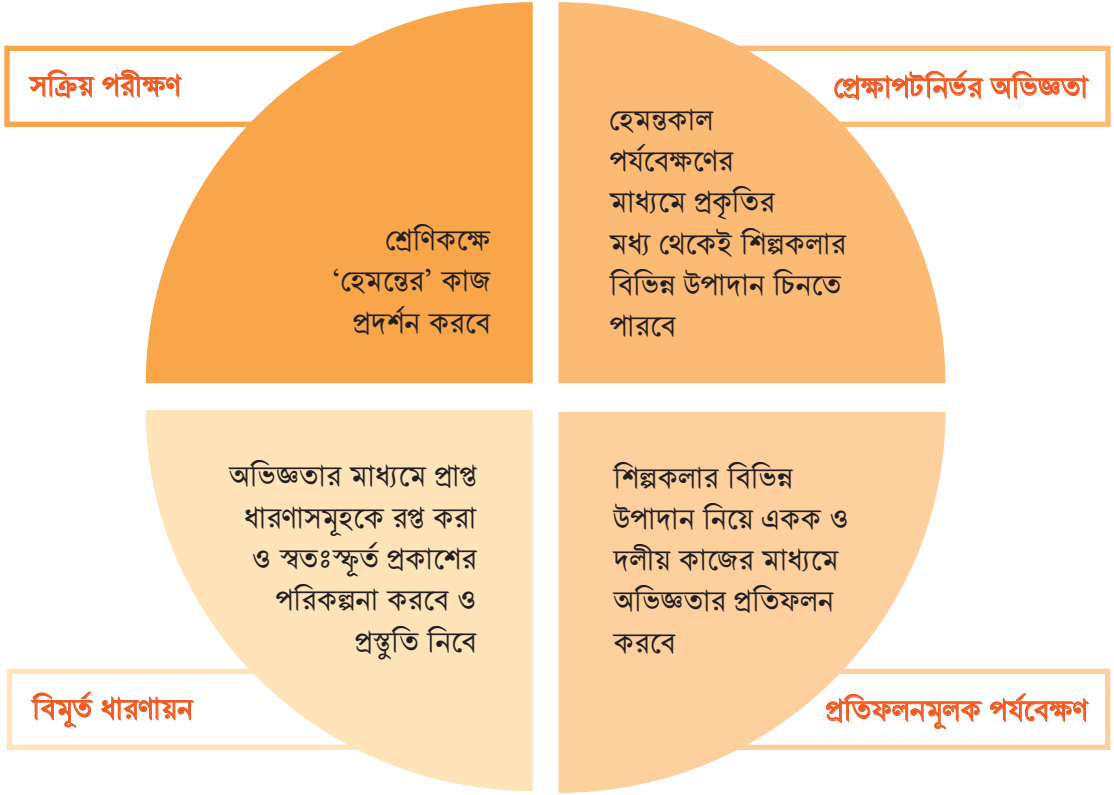 সক্রিয় পরীক্ষণ
শ্রেণিকক্ষে
‘হেমন্তের’ কাজ
প্রদর্শন করবে
প্রেক্ষাপটনির্ভর অভিজ্ঞতা
হেমন্তকাল
পর্যবেক্ষণের
মাধ্যমে প্রকৃতির
মধ্য থেকেই শিল্পকলার
বিভিন্ন উপাদান চিনতে
পারবে
অভিজ্ঞতার মাধ্যমে প্রাপ্ত
ধারণাসমূহকে রপ্ত করা
ও স্বতঃস্ফূর্ত প্রকাশের
পরিকল্পনা করবে ও
প্রস্তুতি নিবে
বিমূর্ত ধারণায়ন
শিল্পকলার বিভিন্ন
উপাদান নিয়ে একক ও
দলীয় কাজের মাধ্যমে
অভিজ্ঞতার প্রতিফলন
করবে
প্রতিফলনমূলক পর্যবেক্ষণ